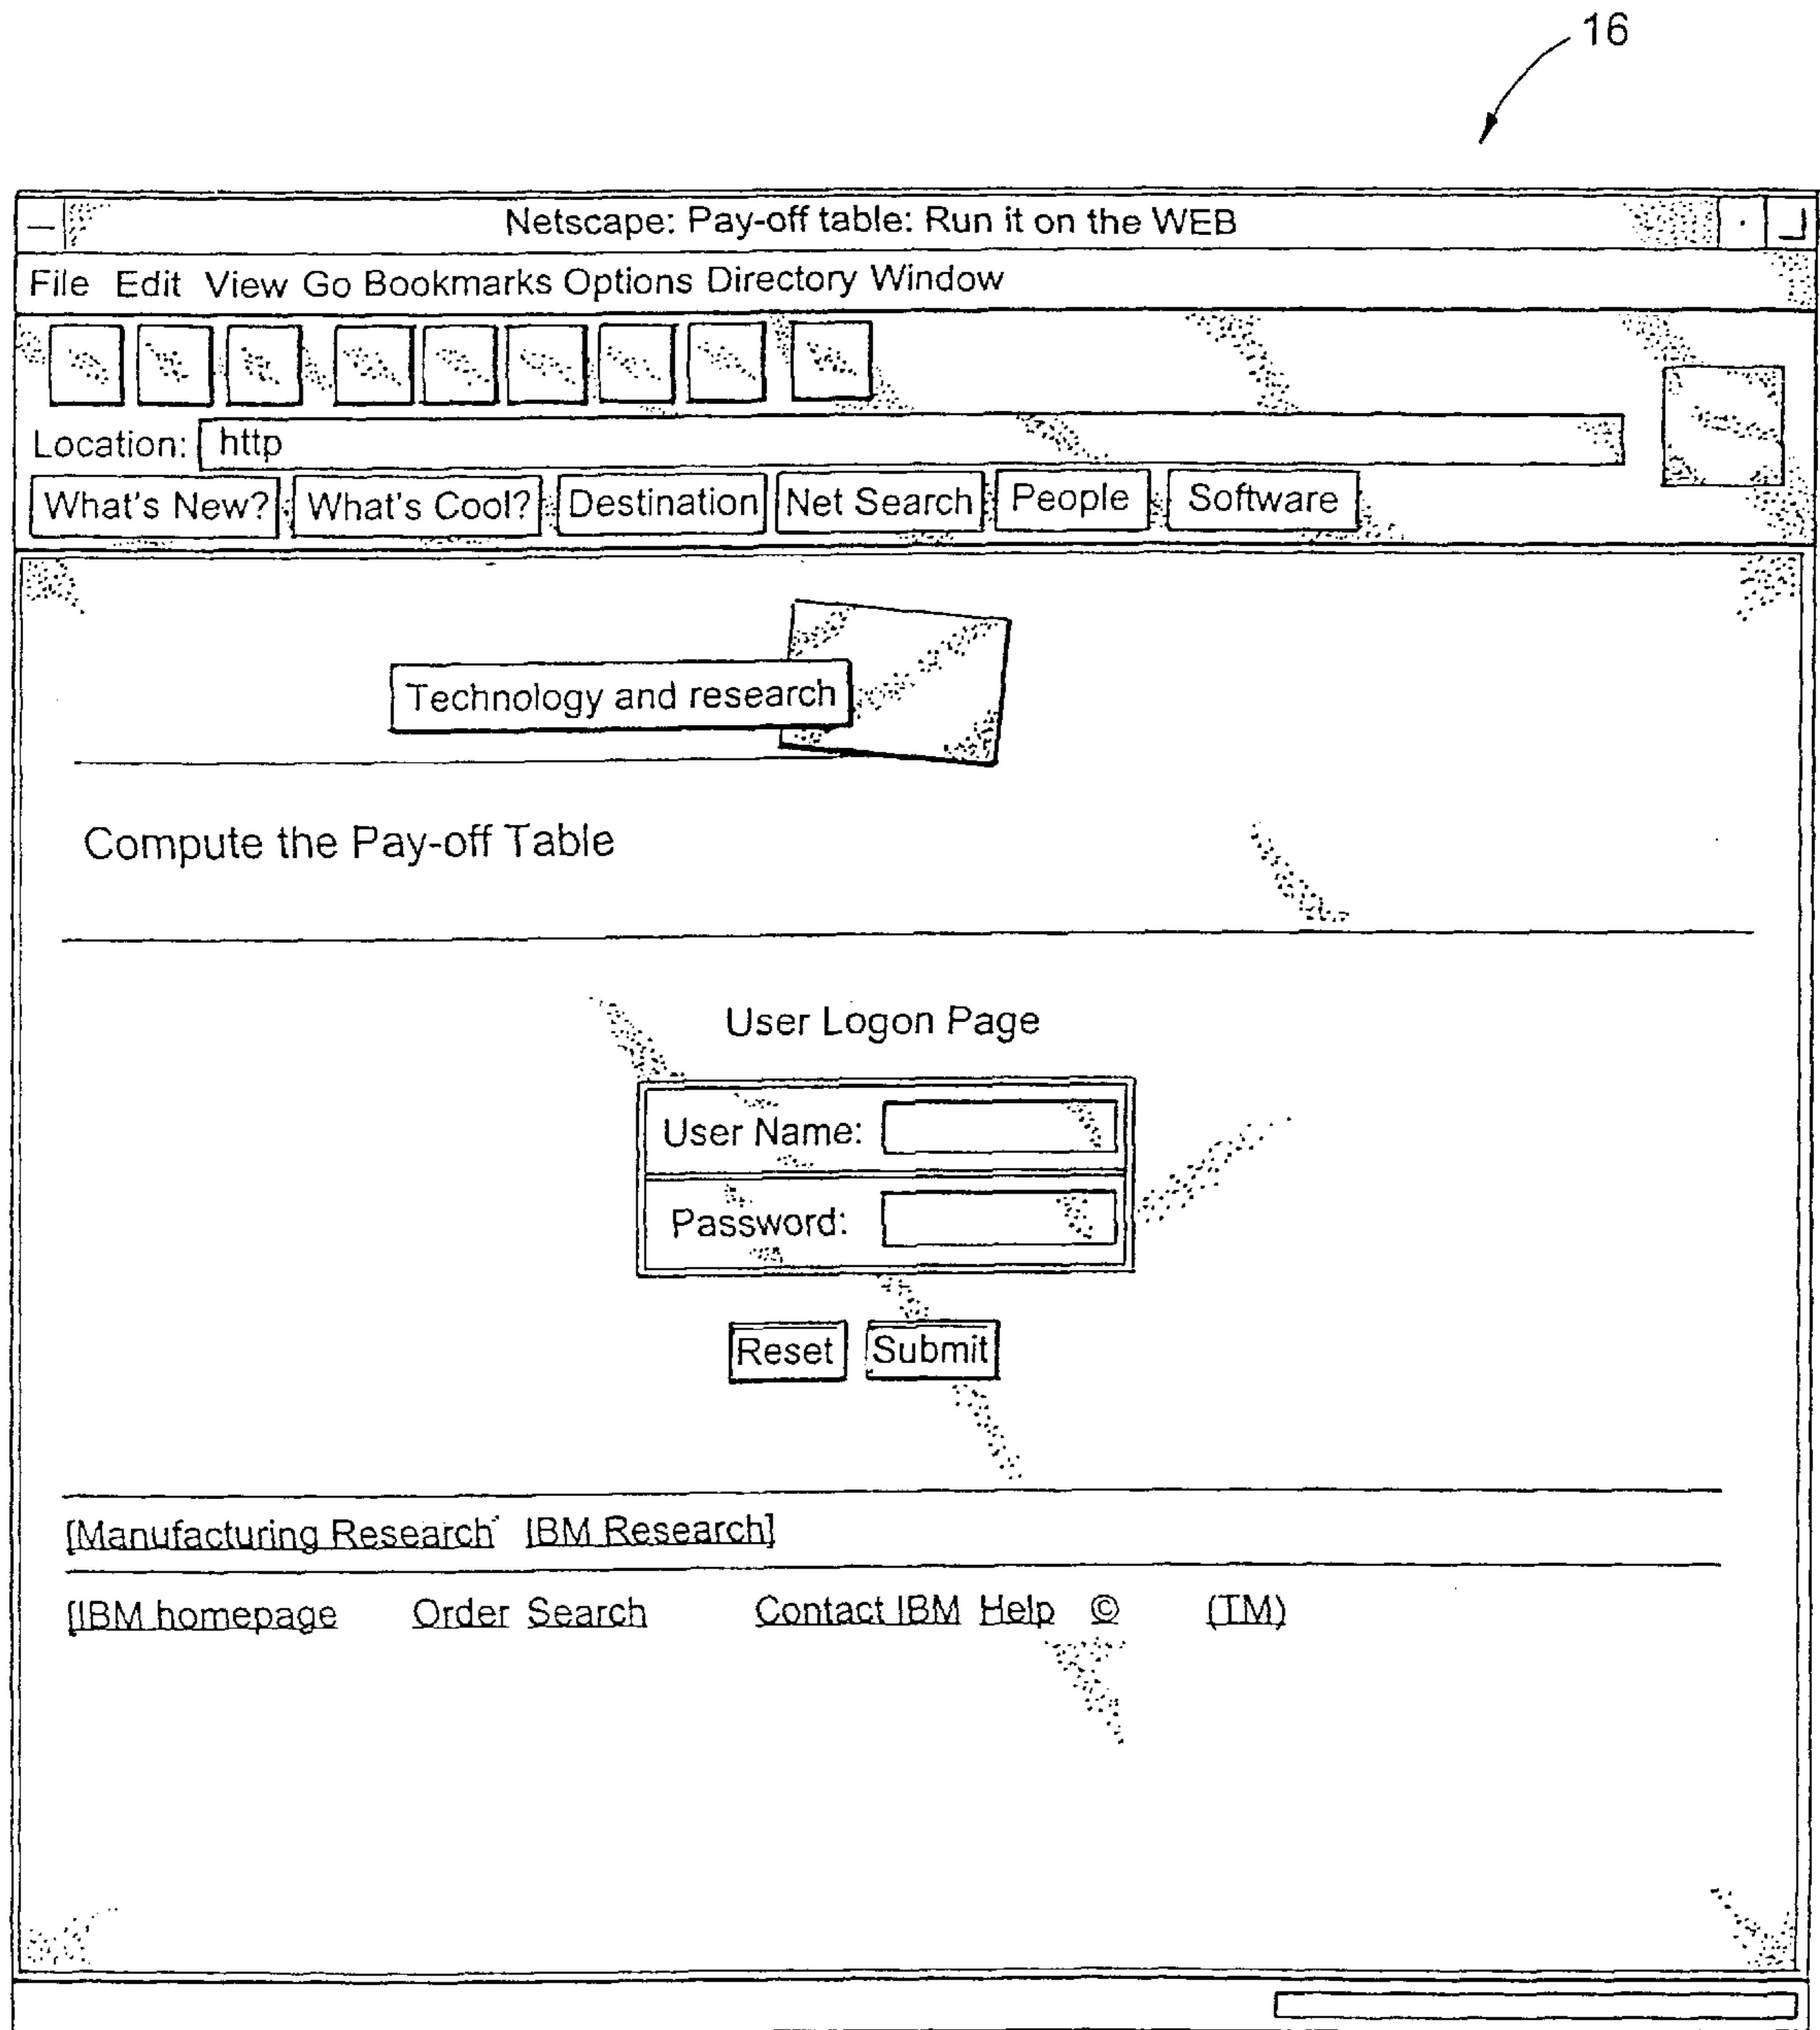 16
Netscape: Pay-off table: Run it on the WEB
File Edit View Go Bookmarks Options Directory Window
Location: http
What's New? What's Cool? Destination Net Search People Software
Technology and research
Compute the Pay-off Table
User Logon Page
User Name:
Password:
Reset Submit
[Manufacturing Research IBM Research]
[IBM homepage Order Search Contact IBM Help © (TM)